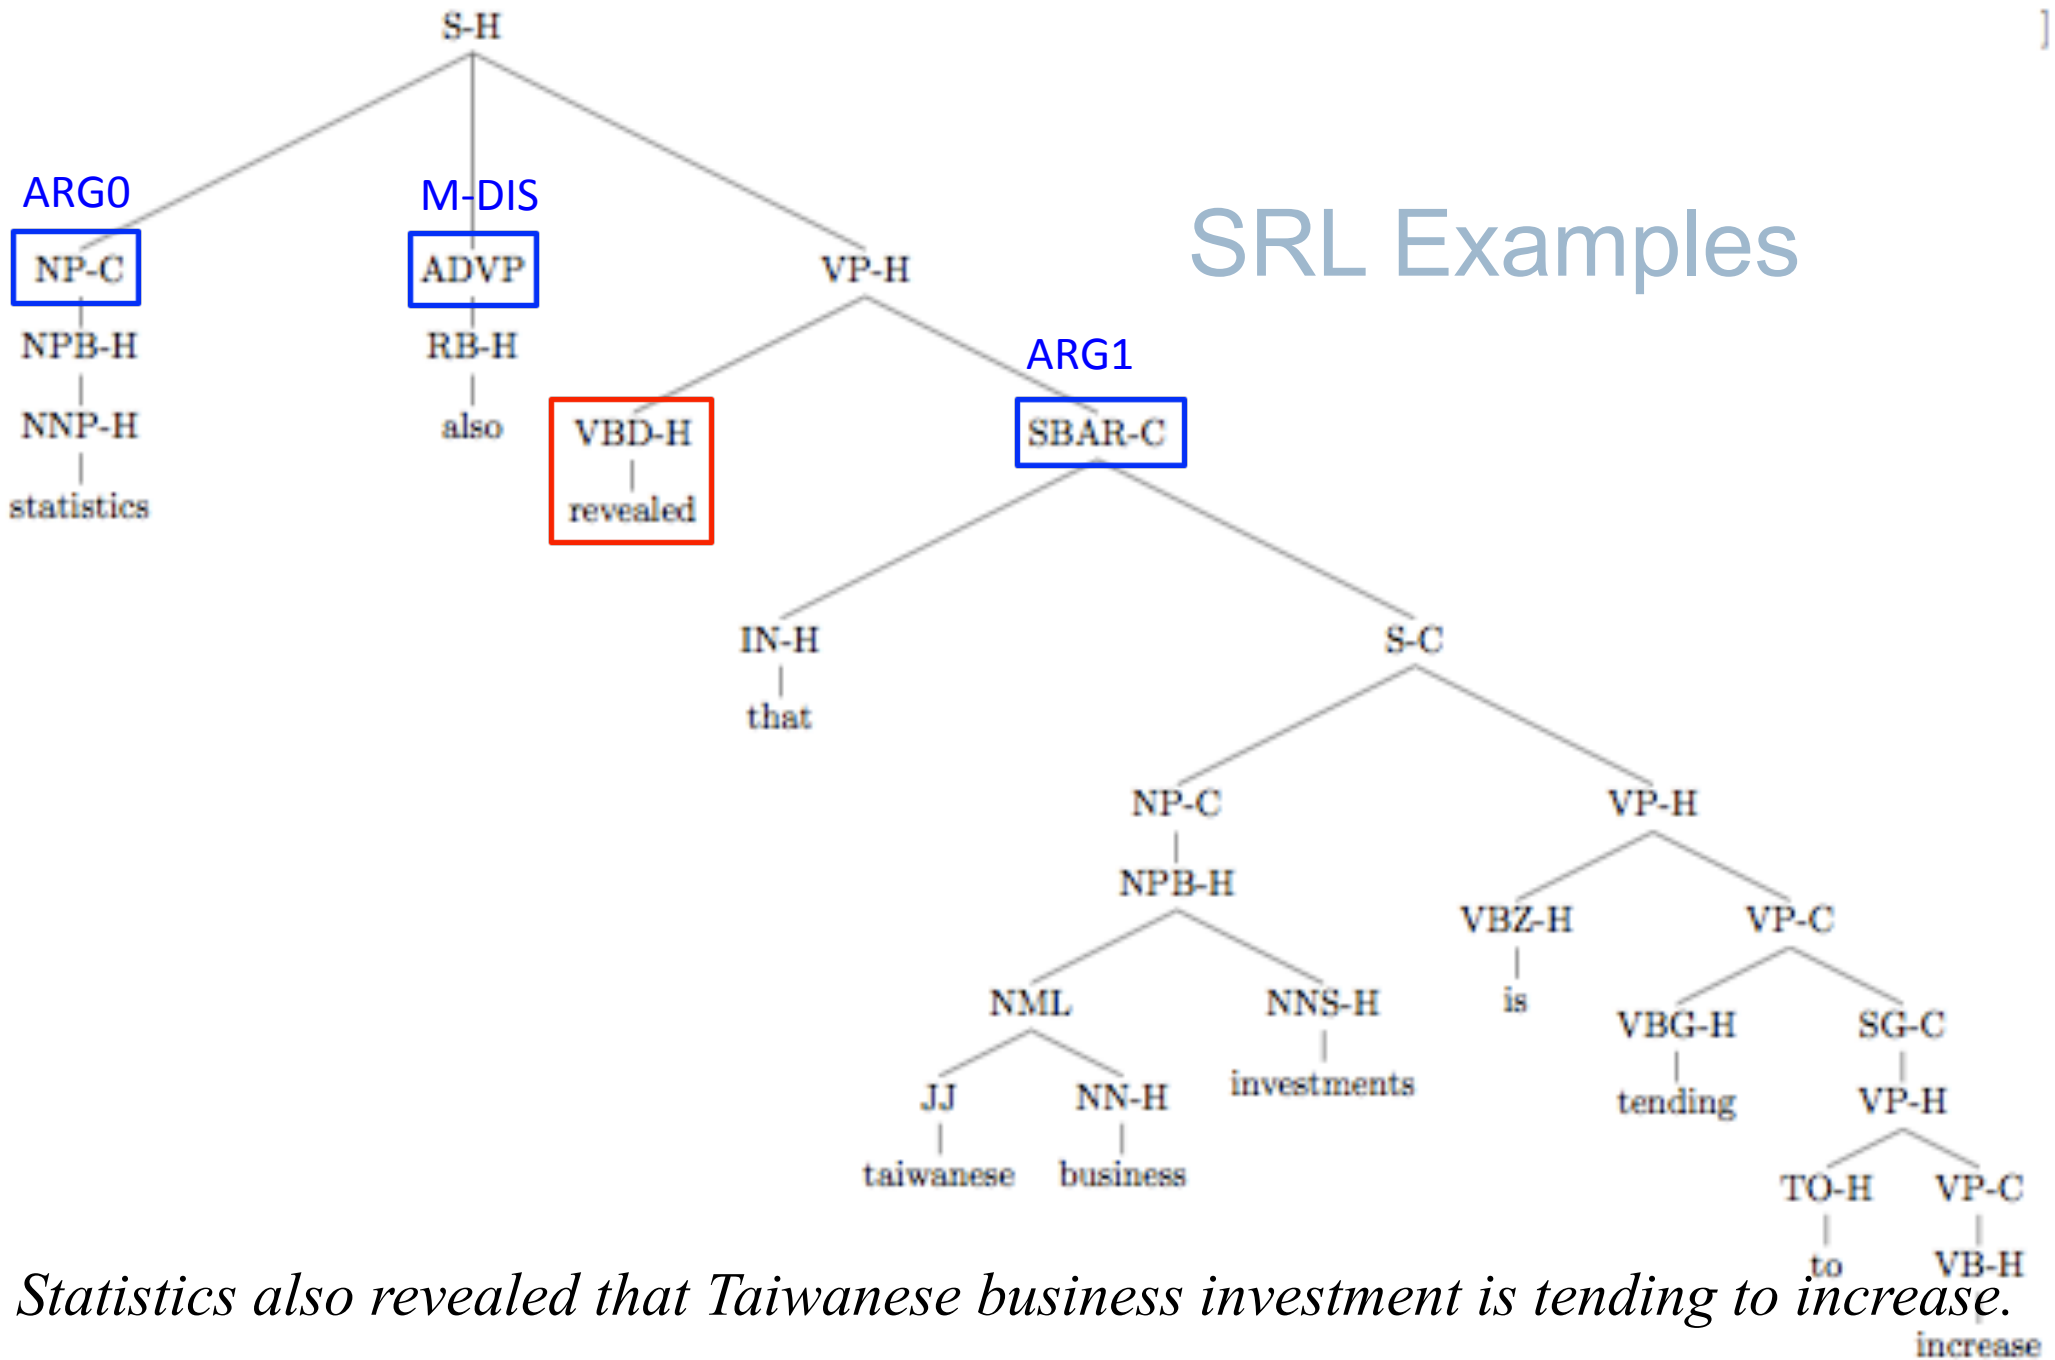 S-H ]
ARG0 M-DIS
SRL Examples
NP-C ADVP VP-H
NPB-H RB-H ARG1
NNP-H also VBD-H SBAR-C
statistics revealed
IN-H S-C
that
NP-C VP-H
NPB-H VBZ-H VP-C
NML NNS-H is VBG-H SG-C
JJ NN-H investments tending VP-H
taiwanese business TO-H VP-C
to VB-H
Statistics also revealed that Taiwanese business investment is tending to increase.
increase